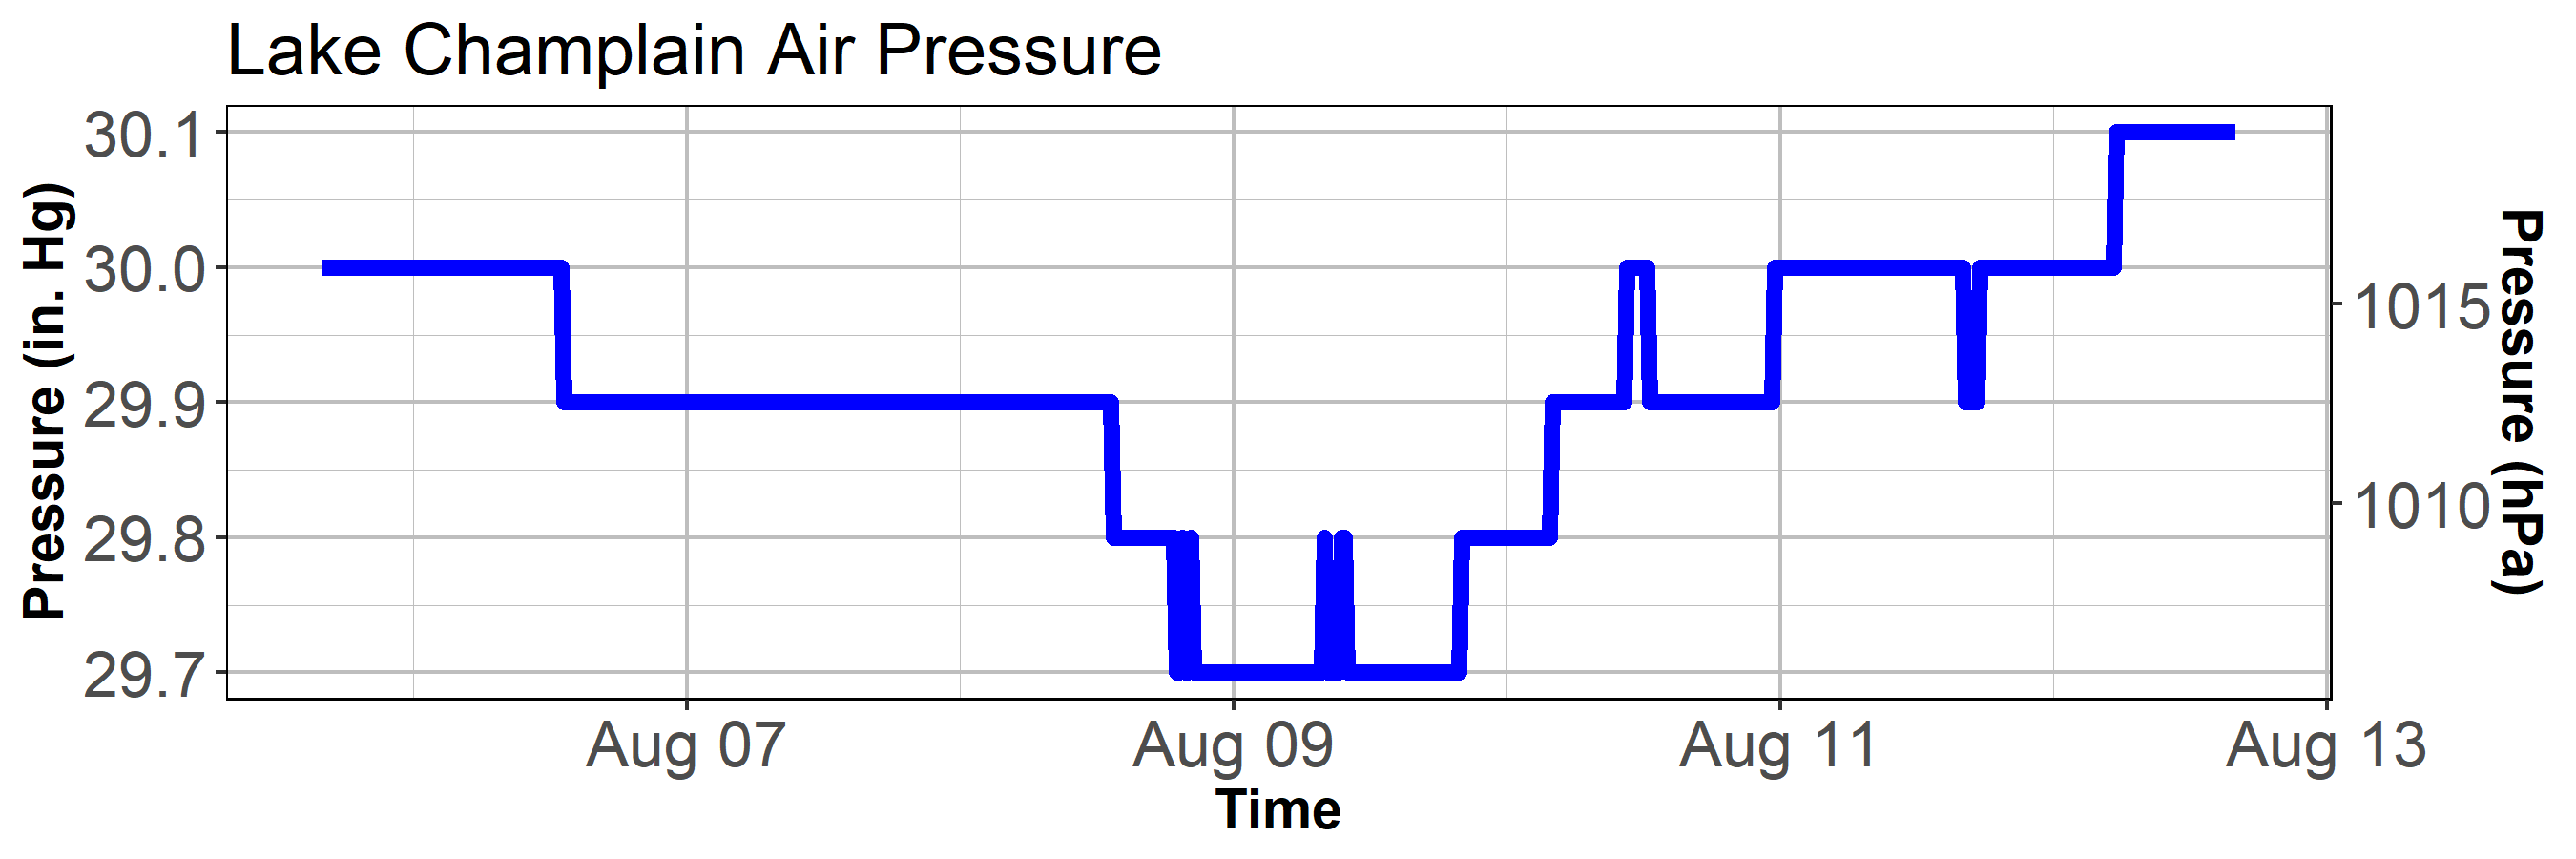 Lake Champlain Air Pressure
Pressure (in. Hg)
30.1
30.0
29.9
29.8
29.7
1015
1010
Pressure (hPa)
Aug 07
Aug 09
Aug 11
Aug 13
Time